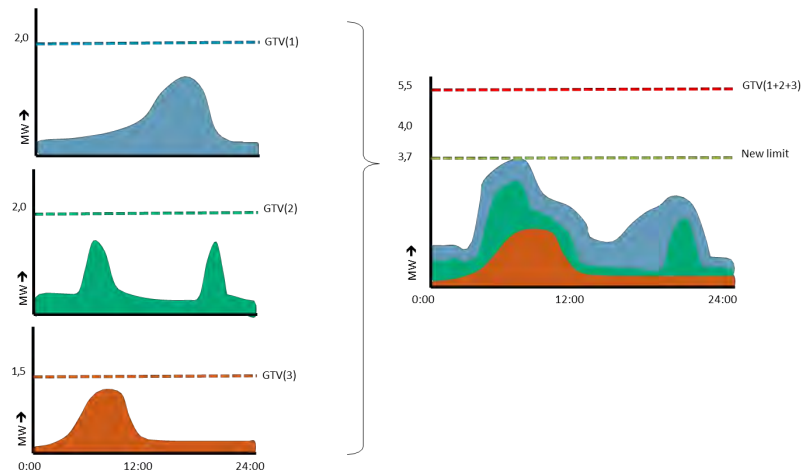 2,0
GTV(1)
MW →
2,0
GTV(2)
MW →
1,5
GTV(3)
MW →
0:00 12:00 24:00
5,5
GTV(1+2+3)
4,0
3,7
New limit
MW →
0:00 12:00 24:00